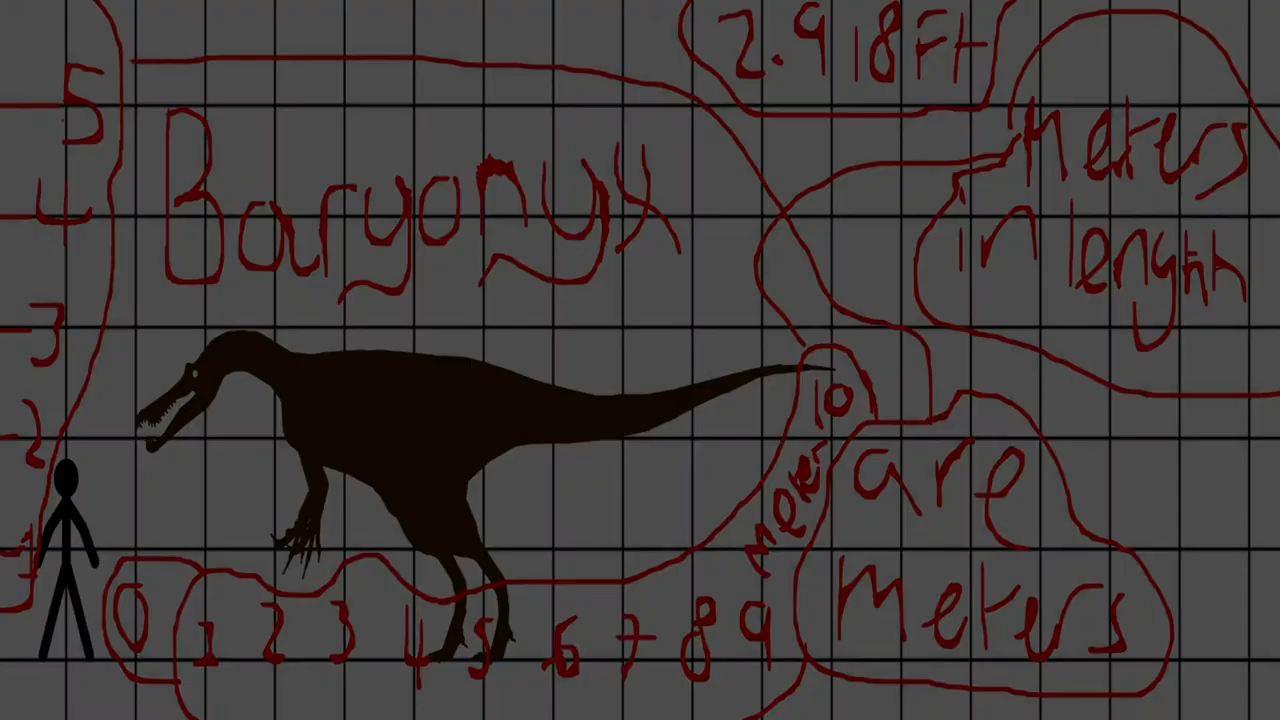 2.918Ft
5
Baryonyx
meters
in lenghh
4
3
2
1
10
meter
are
meters
0 1 2 3 4 5 6 7 8 9